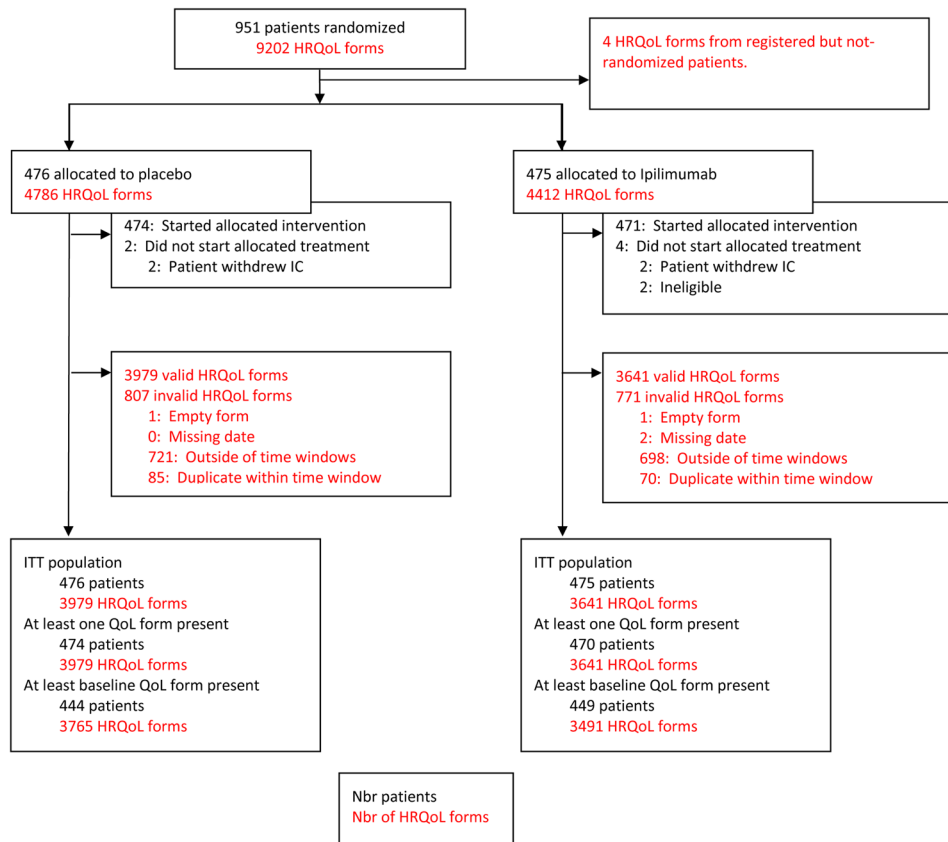 951 patients randomized
9202 HRQoL forms
4 HRQoL forms from registered but not-
randomized patients.
476 allocated to placebo
4786 HRQoL forms
474: Started allocated intervention
2: Did not start allocated treatment
2: Patient withdrew IC
475 allocated to Ipilimumab
4412 HRQoL forms
471: Started allocated intervention
4: Did not start allocated treatment
2: Patient withdrew IC
2: Ineligible
3979 valid HRQoL forms
807 invalid HRQoL forms
1: Empty form
0: Missing date
721: Outside of time windows
85: Duplicate within time window
3641 valid HRQoL forms
771 invalid HRQoL forms
1: Empty form
2: Missing date
698: Outside of time windows
70: Duplicate within time window
ITT population
476 patients
3979 HRQoL forms
At least one QoL form present
474 patients
3979 HRQoL forms
At least baseline QoL form present
444 patients
3765 HRQoL forms
ITT population
475 patients
3641 HRQoL forms
At least one QoL form present
470 patients
3641 HRQoL forms
At least baseline QoL form present
449 patients
3491 HRQoL forms
Nbr patients
Nbr of HRQoL forms